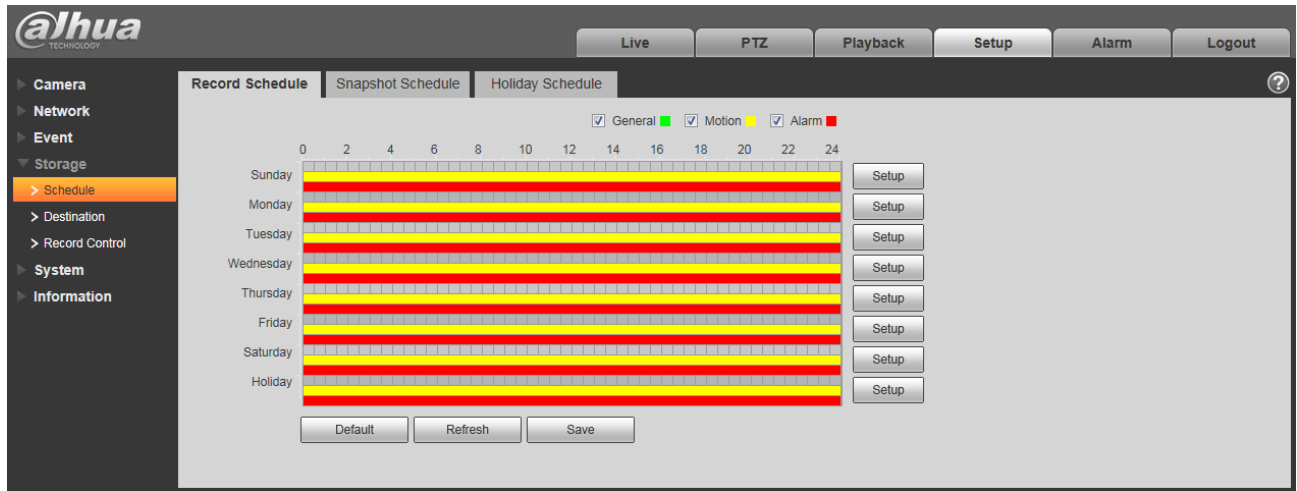 alhua
TECHNOLOGY
Live PTZ Playback Setup Alarm Logout
Camera
Network
Event
Storage
> Schedule
> Destination
> Record Control
System
Information
Record Schedule Snapshot Schedule Holiday Schedule ?
General Motion Alarm
0 2 4 6 8 10 12 14 16 18 20 22 24
Sunday Setup
Monday Setup
Tuesday Setup
Wednesday Setup
Thursday Setup
Friday Setup
Saturday Setup
Holiday Setup
Default Refresh Save